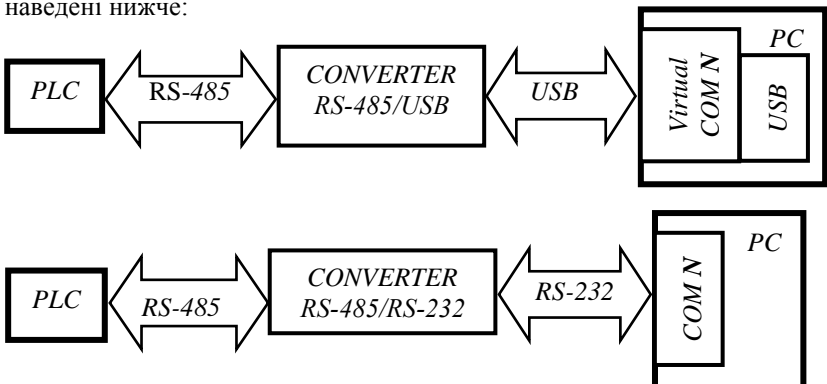 наведені нижче:
PLC
RS-485
CONVERTER
RS-485/USB
USB
Virtual
COM N
USB
PC
PLC
RS-485
CONVERTER
RS-485/RS-232
RS-232
COM N
PC